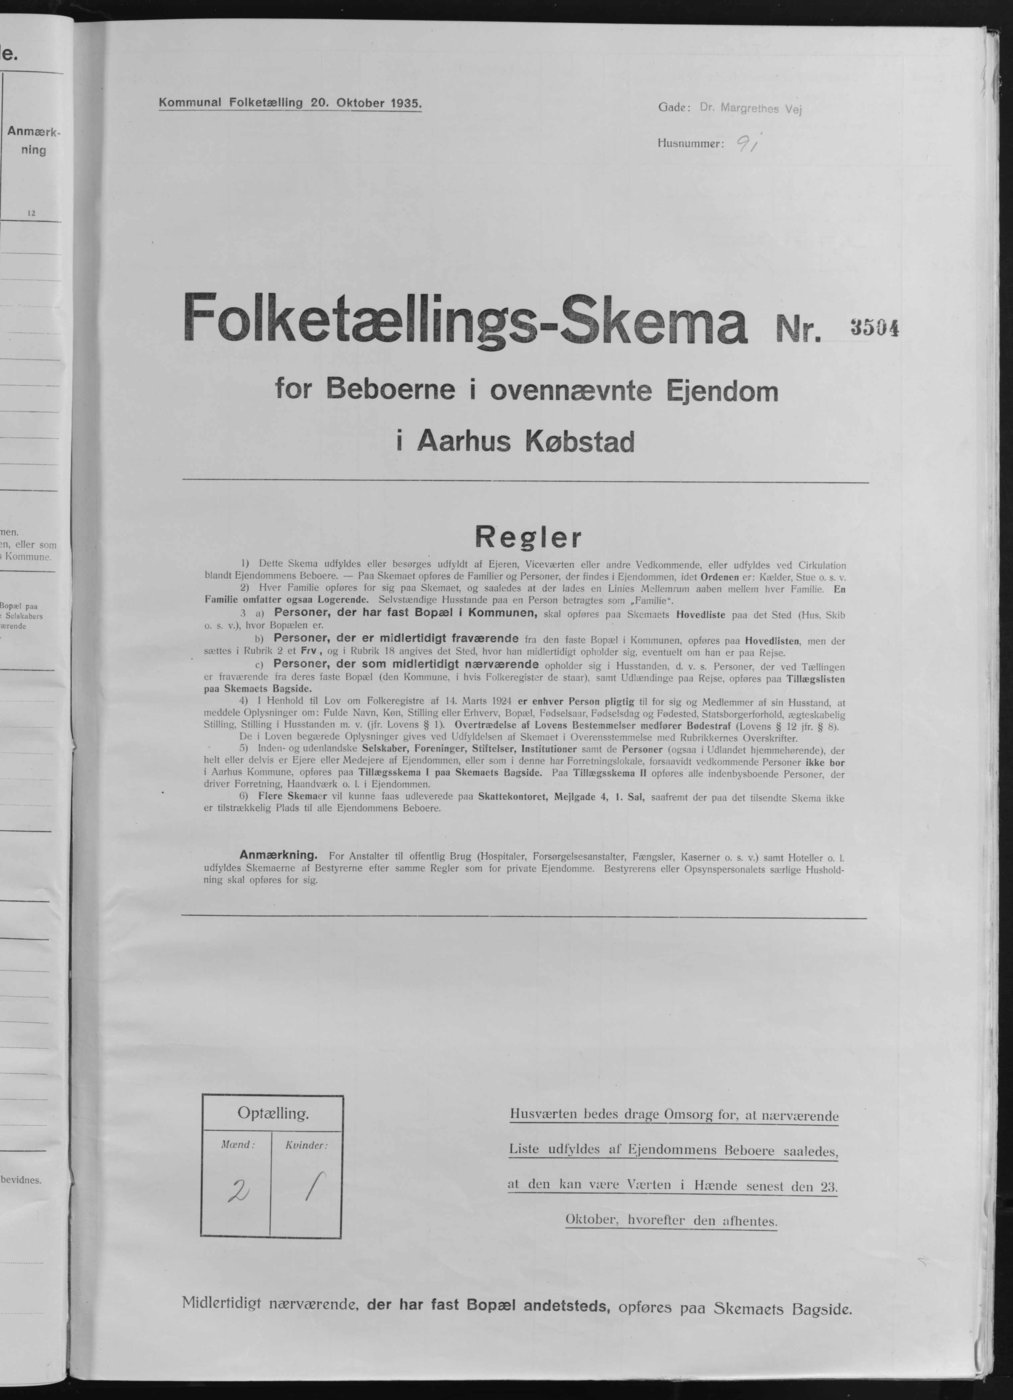 e.
Anmærk-
ning
12
nen.
en, eller som
s Kommune.
Bopæl paa
e Selskabers
ærende
bevidnes.
Kommunal Folketælling 20. Oktober 1935.
Gade: Dr. Margrethes Vej
Husnummer: 9i
Folketællings-Skema Nr. 3504
for Beboerne i ovennævnte Ejendom
i Aarhus Købstad
Regler
1) Dette Skema udfyldes eller besørges udfyldt af Ejeren, Viceværten eller andre Vedkommende, eller udfyldes ved Cirkulation
blandt Ejendommens Beboere. — Paa Skemaet opføres de Familier og Personer, der findes i Ejendommen, idet Ordenen er: Kælder, Stue o. s. v.
2) Hver Familie opføres for sig paa Skemaet, og saaledes at der lades en Linies Mellemrum aaben mellem hver Familie. En
Familie omfatter ogsaa Logerende. Selvstændige Husstande paa en Person betragtes som „Familie".
3 a) Personer, der har fast Bopæl i Kommunen, skal opføres paa Skemaets Hovedliste paa det Sted (Hus, Skib
o. s. v.), hvor Bopælen er.
b) Personer, der er midlertidigt fraværende fra den faste Bopæl i Kommunen, opføres paa Hovedlisten, men der
sættes i Rubrik 2 et Frv., og i Rubrik 18 angives det Sted, hvor han midlertidigt opholder sig, eventuelt om han er paa Rejse.
c) Personer, der som midlertidigt nærværende opholder sig i Husstanden, d. v. s. Personer, der ved Tællingen
er fraværende fra deres faste Bopæl (den Kommune, i hvis Folkeregister de staar), samt Udlændinge paa Rejse, opføres paa Tillægslisten
paa Skemaets Bagside.
4) I Henhold til Lov om Folkeregistre af 14. Marts 1924 er enhver Person pligtig til for sig og Medlemmer af sin Husstand, at
meddele Oplysninger om: Fulde Navn, Køn, Stilling eller Erhverv, Bopæl, Fødselsaar, Fødselsdag og Fødested, Statsborgerforhold, ægteskabelig
Stilling, Stilling i Husstanden m. v. (jfr. Lovens § 1). Overtrædelse af Lovens Bestemmelser medfører Bødestraf (Lovens § 12 jfr. § 8).
De i Loven begærede Oplysninger gives ved Udfyldelsen af Skemaet i Overensstemmelse med Rubrikkernes Overskrifter.
5) Inden- og udenlandske Selskaber, Foreninger, Stiftelser, Institutioner samt de Personer (ogsaa i Udlandet hjemmehørende), der
helt eller delvis er Ejere eller Medejere af Ejendommen, eller som i denne har Forretningslokale, forsaavidt vedkommende Personer ikke bor
i Aarhus Kommune, opføres paa Tillægsskema I paa Skemaets Bagside. Paa Tillægsskema II opføres alle indenbysboende Personer, der
driver Forretning, Haandværk o. l. i Ejendommen.
6) Flere Skemaer vil kunne faas udleverede paa Skattekontoret, Mejlgade 4, 1. Sal, saafremt der paa det tilsendte Skema ikke
er tilstrækkelig Plads til alle Ejendommens Beboere.
Anmærkning. For Anstalter til offentlig Brug (Hospitaler, Forsørgelsesanstalter, Fængsler, Kaserner o. s. v.) samt Hoteller o. l.
udfyldes Skemaerne af Bestyrerne efter samme Regler som for private Ejendomme. Bestyrerens eller Opsynspersonalets særlige Hushold-
ning skal opføres for sig.
Optælling.
Mænd: Kvinder:
2 1
Husværten bedes drage Omsorg for, at nærværende
Liste udfyldes af Ejendommens Beboere saaledes,
at den kan være Værten i Hænde senest den 23.
Oktober, hvorefter den afhentes.
Midlertidigt nærværende, der har fast Bopæl andetsteds, opføres paa Skemaets Bagside.